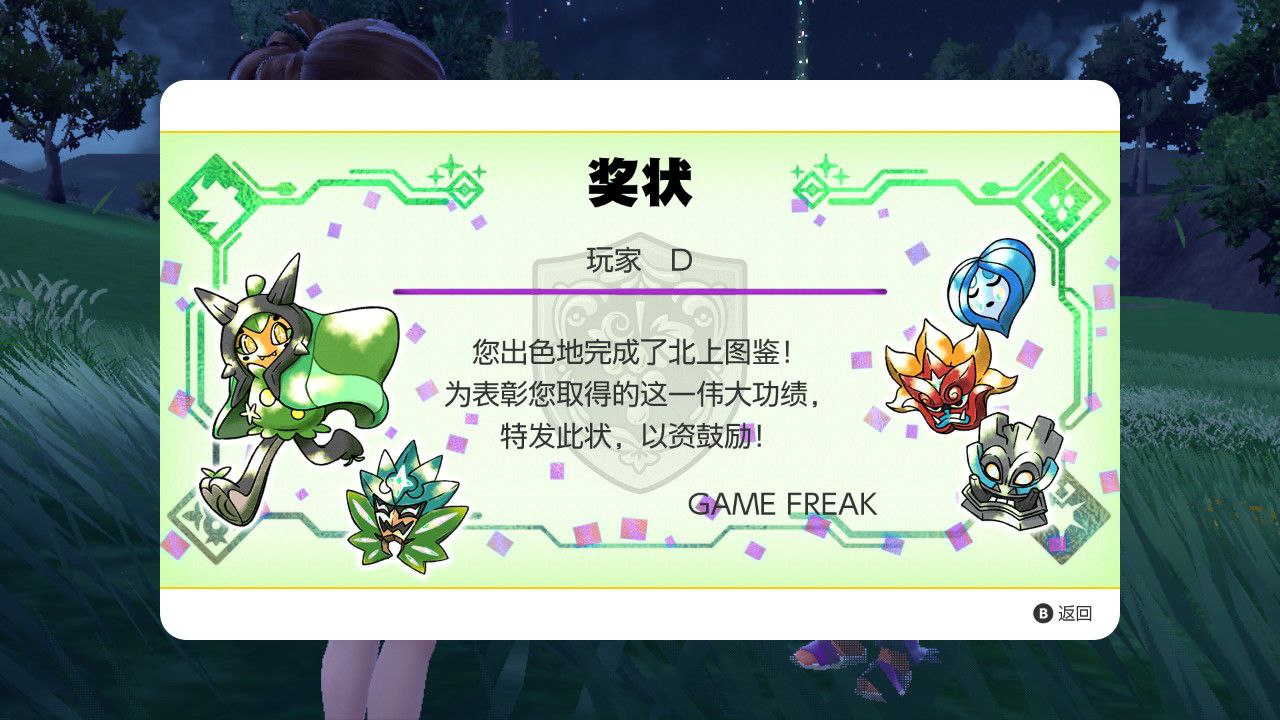 奖状
玩家　D
您出色地完成了北上图鉴！
为表彰您取得的这一伟大功绩，
特发此状，以资鼓励！
GAME FREAK
B 返回